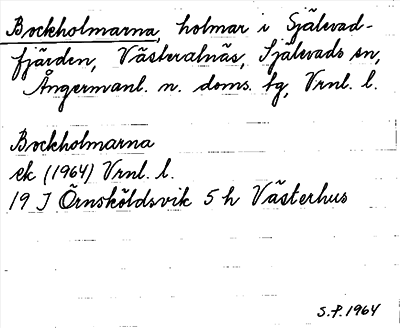 Bockholmarna, holmar i Själevad-
fjärden, Västeralnäs, Själevads sn,
Ångermanl. n. doms. tg, Vrnl. l.
Bockholmarna
ek (1964) Vrnl. l.
19 J Örnsköldsvik 5 h Västerhus
S.P. 1964